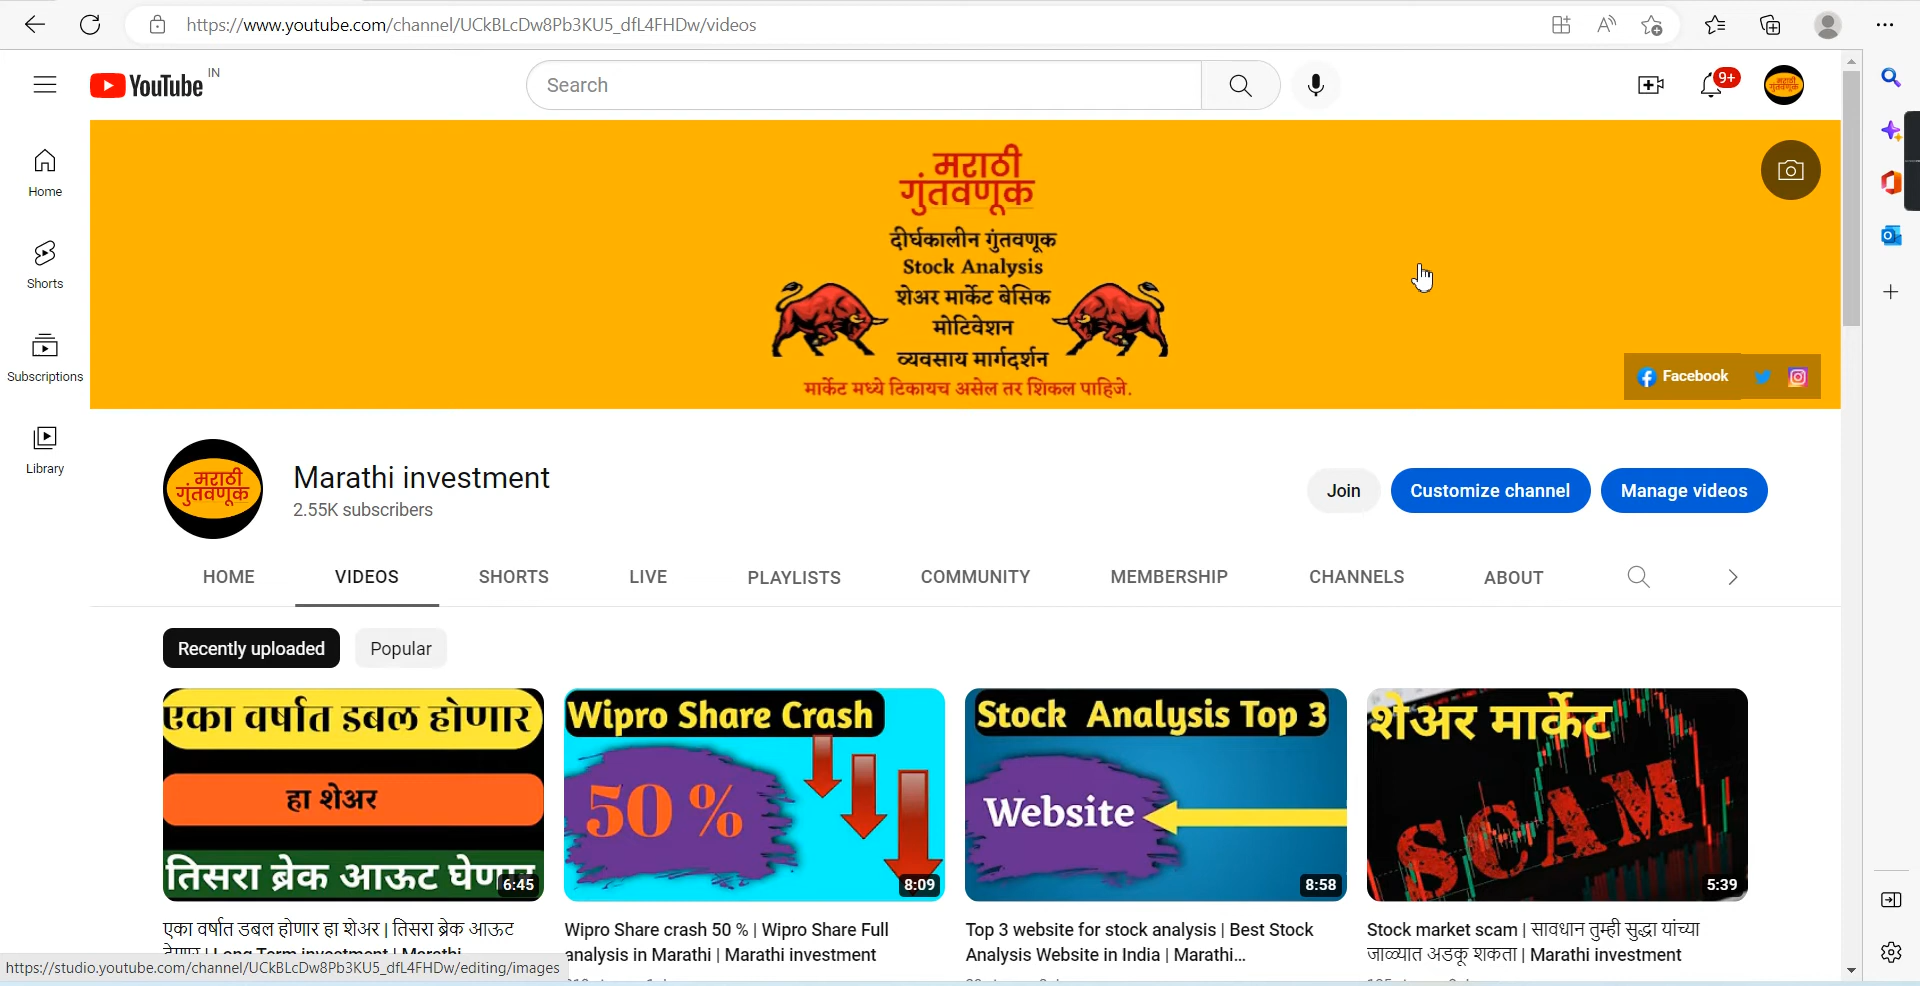 https://www.youtube.com/channel/UCkBLcDw8Pb3KU5_dfL4FHDw/videos
YouTube IN
Search
9+
मराठी
गुंतवणूक
Home
Shorts
Subscriptions
Library
मराठी
गुंतवणूक
दीर्घकालीन गुंतवणूक
Stock Analysis
शेअर मार्केट बेसिक
मोटिवेशन
व्यवसाय मार्गदर्शन
मार्केट मध्ये टिकायच असेल तर शिकल पाहिजे.
Facebook
मराठी
गुंतवणूक
Marathi investment
2.55K subscribers
Join
Customize channel
Manage videos
HOME VIDEOS SHORTS LIVE PLAYLISTS COMMUNITY MEMBERSHIP CHANNELS ABOUT
Recently uploaded Popular
एका वर्षात डबल होणार
हा शेअर
तिसरा ब्रेक आऊट घेणार
6:45
Wipro Share Crash
50 %
8:09
Stock Analysis Top 3
Website
8:58
शेअर मार्केट
SCAM
5:39
एका वर्षात डबल होणार हा शेअर | तिसरा ब्रेक आऊट
Wipro Share crash 50 % | Wipro Share Full
analysis in Marathi | Marathi investment
Top 3 website for stock analysis | Best Stock
Analysis Website in India | Marathi...
Stock market scam | सावधान तुम्ही सुद्धा यांच्या
जाळ्यात अडकू शकता | Marathi investment
https://studio.youtube.com/channel/UCkBLcDw8Pb3KU5_dfL4FHDw/editing/images